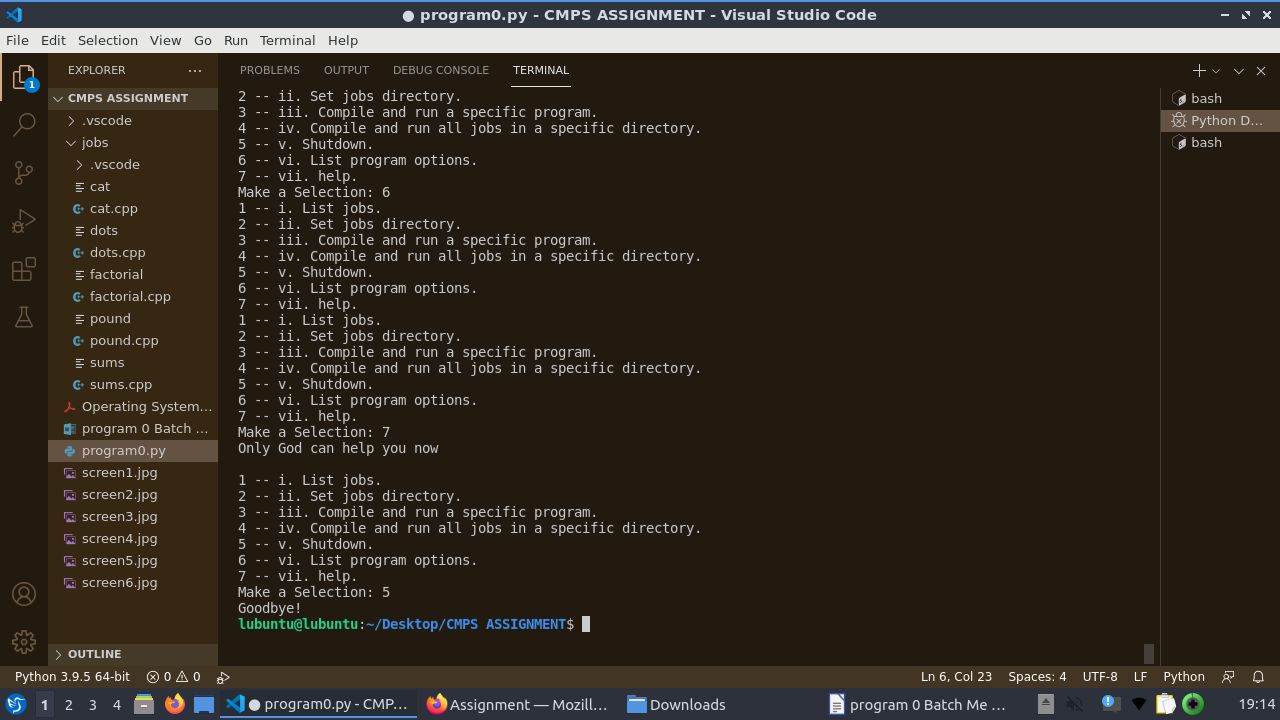 ● program0.py - CMPS ASSIGNMENT - Visual Studio Code
File Edit Selection View Go Run Terminal Help
EXPLORER
PROBLEMS OUTPUT DEBUG CONSOLE TERMINAL
1
CMPS ASSIGNMENT
.vscode
jobs
.vscode
cat
cat.cpp
dots
dots.cpp
factorial
factorial.cpp
pound
pound.cpp
sums
sums.cpp
Operating System...
program 0 Batch ...
program0.py
screen1.jpg
screen2.jpg
screen3.jpg
screen4.jpg
screen5.jpg
screen6.jpg
OUTLINE
2 -- ii. Set jobs directory.
3 -- iii. Compile and run a specific program.
4 -- iv. Compile and run all jobs in a specific directory.
5 -- v. Shutdown.
6 -- vi. List program options.
7 -- vii. help.
Make a Selection: 6
1 -- i. List jobs.
2 -- ii. Set jobs directory.
3 -- iii. Compile and run a specific program.
4 -- iv. Compile and run all jobs in a specific directory.
5 -- v. Shutdown.
6 -- vi. List program options.
7 -- vii. help.
1 -- i. List jobs.
2 -- ii. Set jobs directory.
3 -- iii. Compile and run a specific program.
4 -- iv. Compile and run all jobs in a specific directory.
5 -- v. Shutdown.
6 -- vi. List program options.
7 -- vii. help.
Make a Selection: 7
Only God can help you now
1 -- i. List jobs.
2 -- ii. Set jobs directory.
3 -- iii. Compile and run a specific program.
4 -- iv. Compile and run all jobs in a specific directory.
5 -- v. Shutdown.
6 -- vi. List program options.
7 -- vii. help.
Make a Selection: 5
Goodbye!
lubuntu@lubuntu:~/Desktop/CMPS ASSIGNMENT$
bash
Python D...
bash
Python 3.9.5 64-bit 0 0 Ln 6, Col 23 Spaces: 4 UTF-8 LF Python
1 2 3 4 ● program0.py - CMP... Assignment — Mozill... Downloads program 0 Batch Me ... 19:14